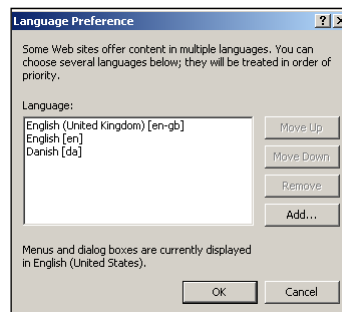 Language Preference
Some Web sites offer content in multiple languages. You can
choose several languages below; they will be treated in order of
priority.
Language:
English (United Kingdom) [en-gb]
English [en]
Danish [da]
Move Up
Move Down
Remove
Add...
Menus and dialog boxes are currently displayed
in English (United States).
OK
Cancel